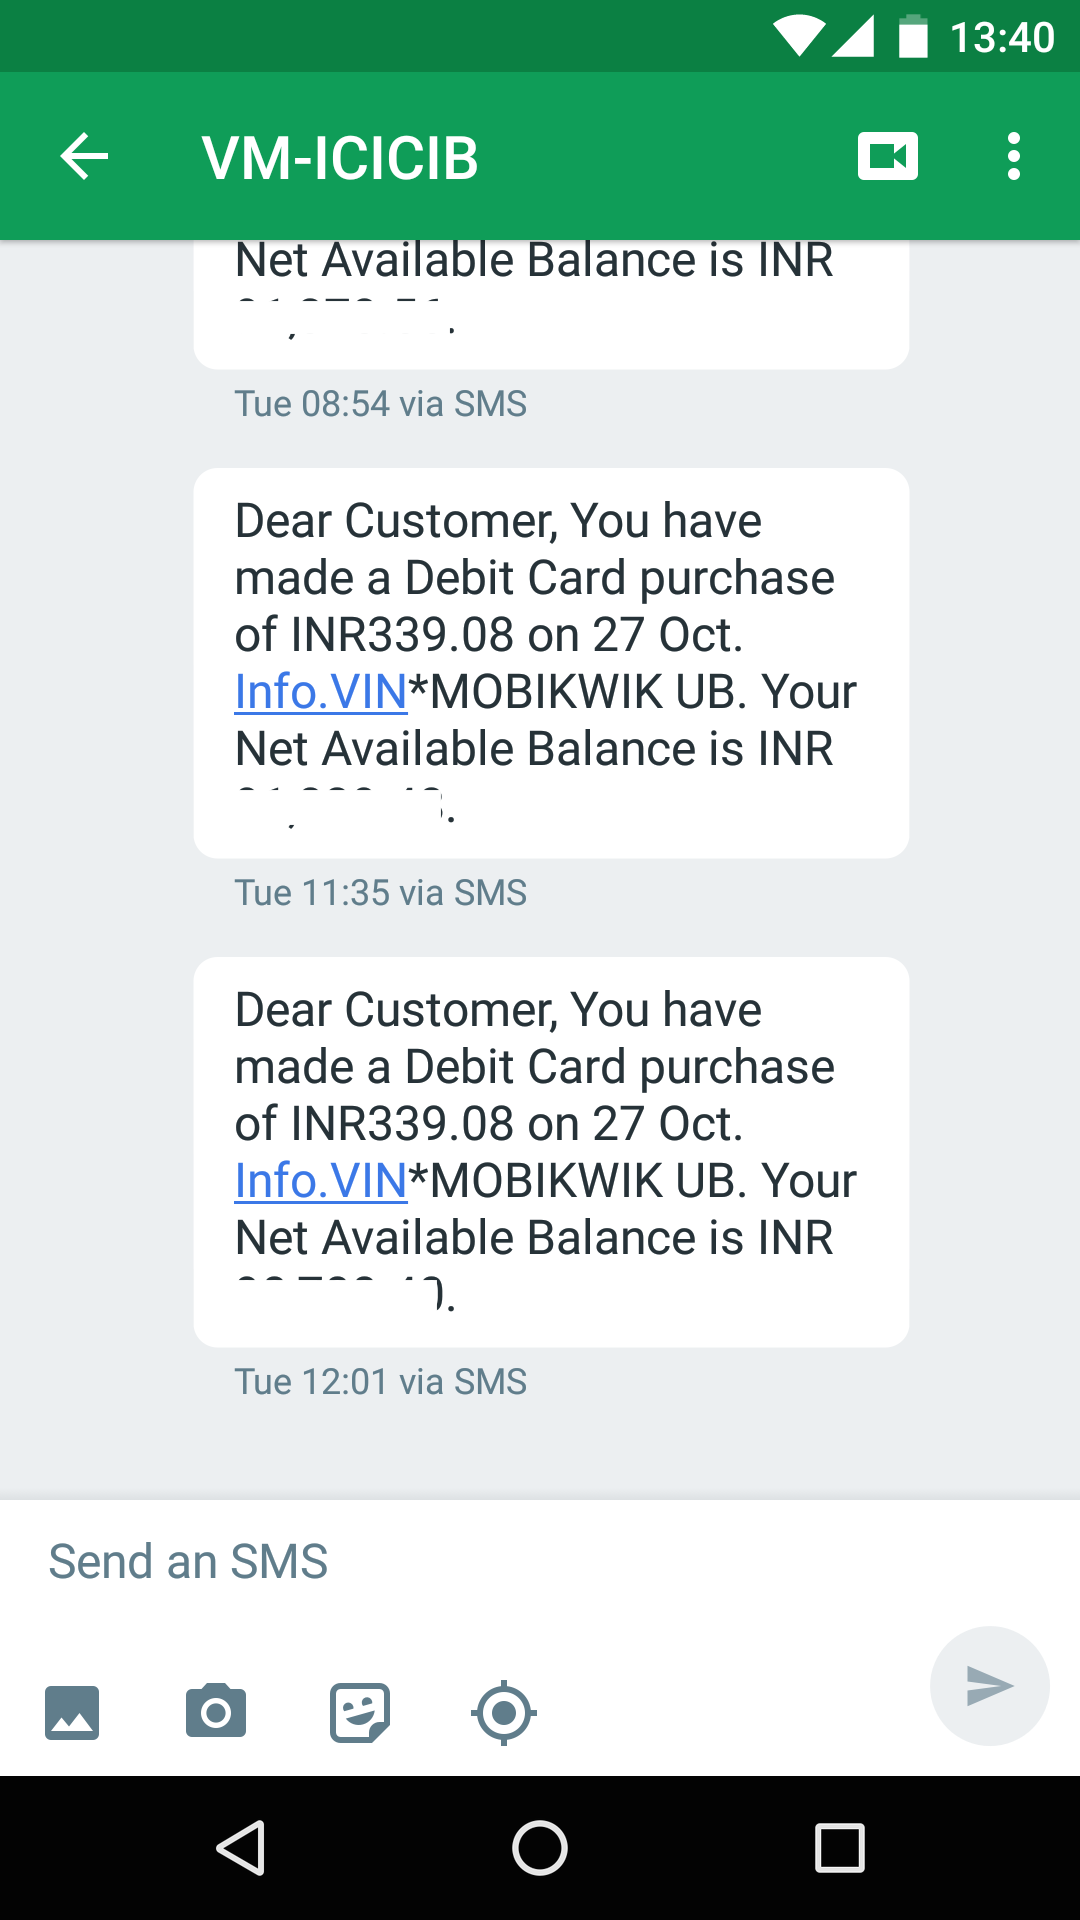 13:40
VM-ICICIB
Net Available Balance is INR
Tue 08:54 via SMS
Dear Customer, You have
made a Debit Card purchase
of INR339.08 on 27 Oct.
Info.VIN*MOBIKWIK UB. Your
Net Available Balance is INR
Tue 11:35 via SMS
Dear Customer, You have
made a Debit Card purchase
of INR339.08 on 27 Oct.
Info.VIN*MOBIKWIK UB. Your
Net Available Balance is INR
Tue 12:01 via SMS
Send an SMS